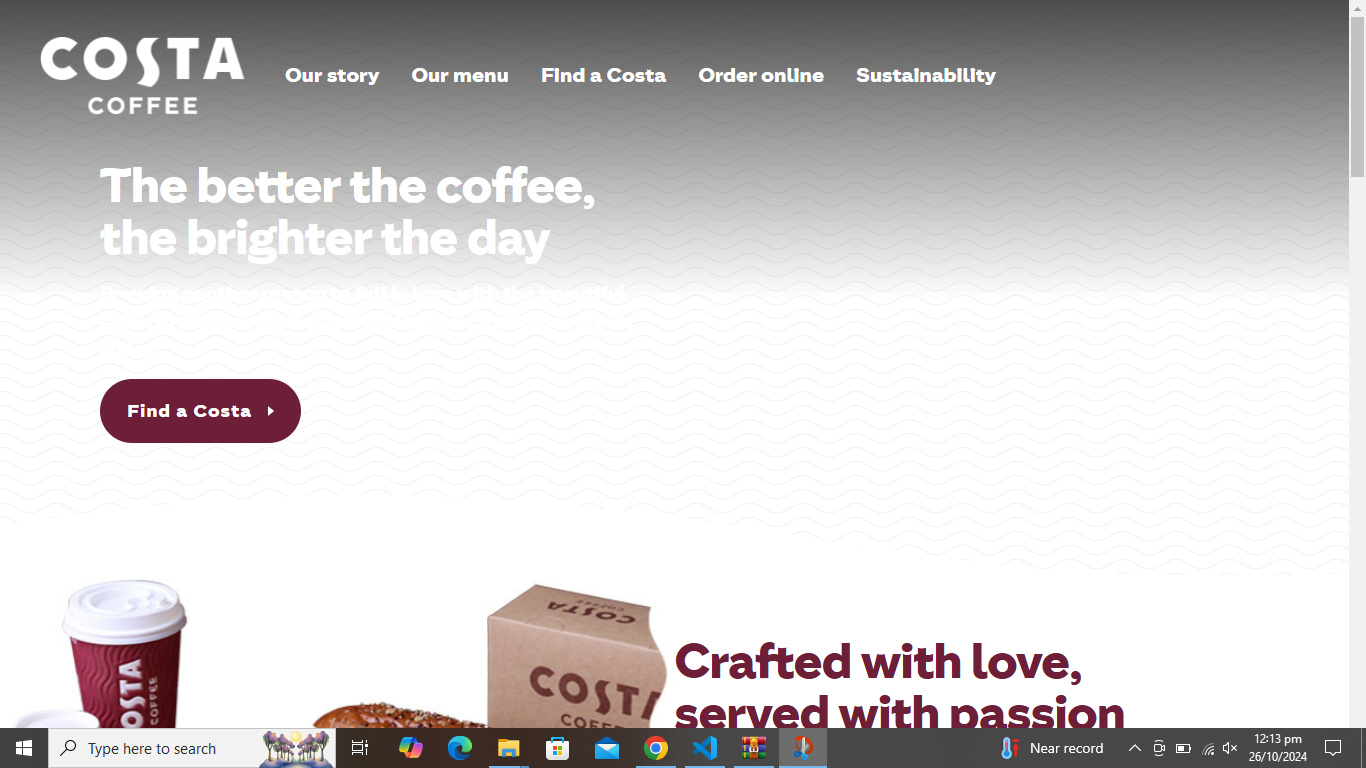 COSTA
COFFEE
Our story
Our menu
Find a Costa
Order online
Sustainability
The better the coffee,
the brighter the day
Find a Costa
COSTA
COFFEE
COSTA
COFFEE
COSTA
Crafted with love,
served with passion
Type here to search
Near record
12:13 pm
26/10/2024